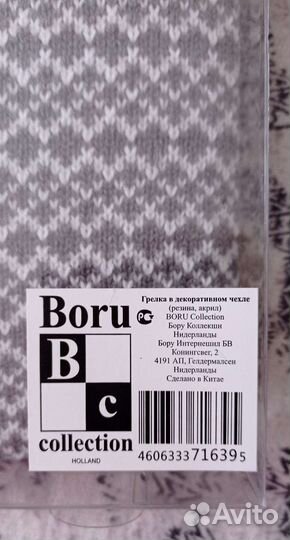 Boru
B
c
collection
HOLLAND
Грелка в декоративном чехле
(резина, акрил)
BORU Collection
Бору Коллекшн
Нидерланды
Бору Интернешнл БВ
Конингсвег, 2
4191 АП, Гелдермалсен
Нидерланды
Сделано в Китае
4606333716395
Avito